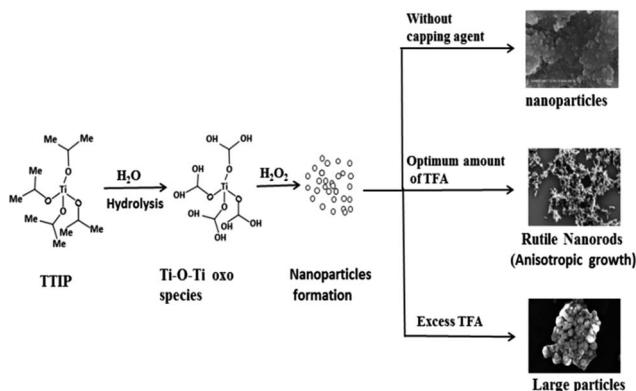 Without
capping agent
nanoparticles
Me
Me
Me
Me
Me
Me
Me
Me
O
O
O
O
Ti
TTIP
H2O
Hydrolysis
OH
OH
OH
OH
OH
OH
OH
OH
O
O
O
O
Ti
Ti-O-Ti oxo
species
H2O2
Nanoparticles
formation
Optimum amount
of TFA
Rutile Nanorods
(Anisotropic growth)
Excess TFA
Large particles